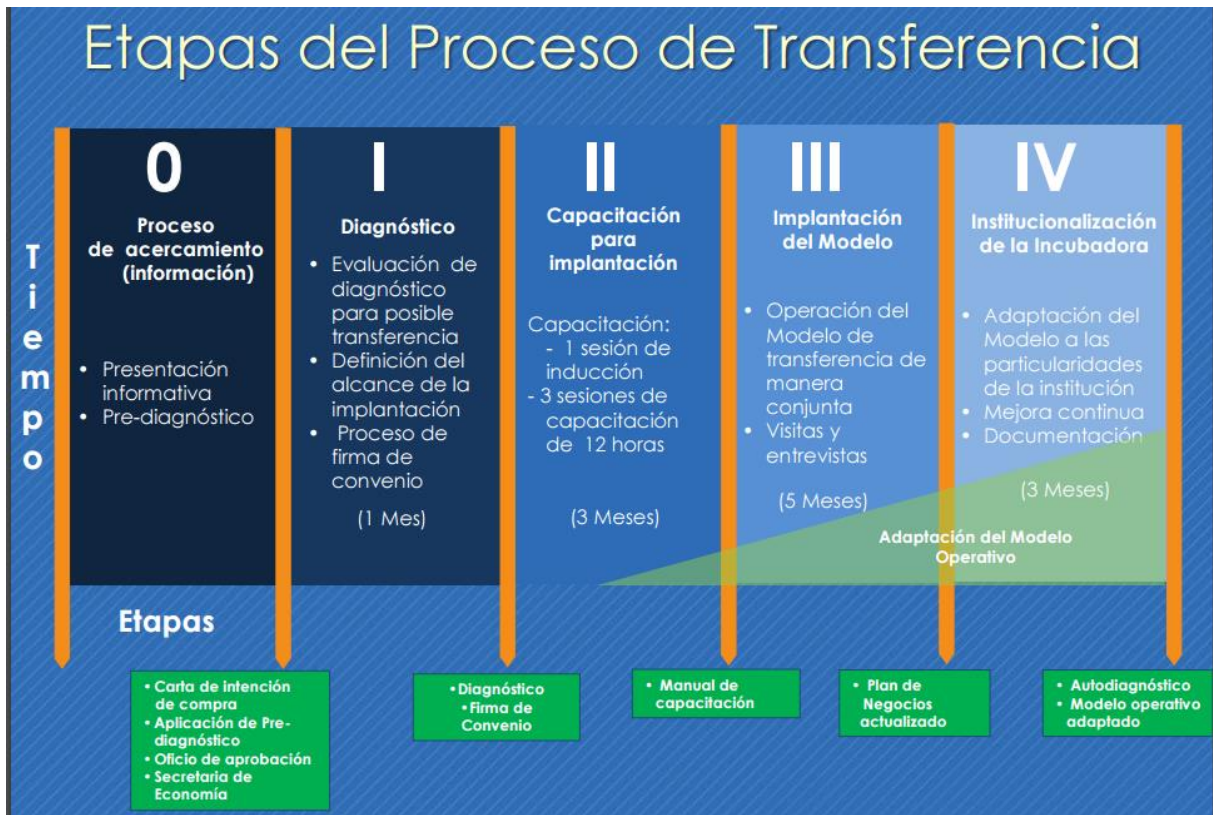 Etapas del Proceso de Transferencia
Tiempo
0
Proceso
de acercamiento
(información)
• Presentación
informativa
• Pre-diagnóstico
I
Diagnóstico
• Evaluación de
diagnóstico
para posible
transferencia
• Definición del
alcance de la
implantación
• Proceso de
firma de
convenio
(1 Mes)
II
Capacitación
para
implantación
Capacitación:
- 1 sesión de
inducción
- 3 sesiones de
capacitación
de 12 horas
(3 Meses)
III
Implantación
del Modelo
• Operación del
Modelo de
transferencia de
manera
conjunta
• Visitas y
entrevistas
(5 Meses)
IV
Institucionalización
de la Incubadora
• Adaptación del
Modelo a las
particularidades
de la institución
• Mejora continua
• Documentación
(3 Meses)
Adaptación del Modelo
Operativo
Etapas
• Carta de intención
de compra
• Aplicación de Pre-
diagnóstico
• Oficio de aprobación
• Secretaria de
Economía
•Diagnóstico
•Firma de
Convenio
• Manual de
capacitación
• Plan de
Negocios
actualizado
• Autodiagnóstico
• Modelo operativo
adaptado